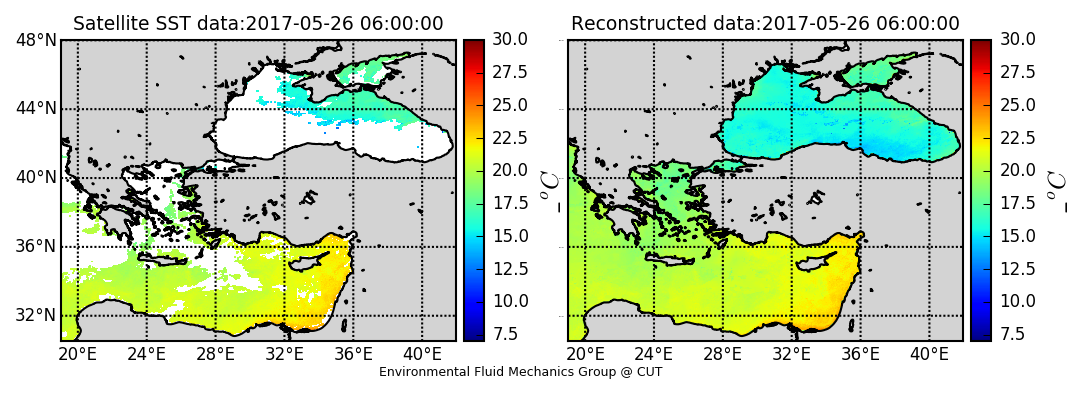 Satellite SST data:2017-05-26 06:00:00
Reconstructed data:2017-05-26 06:00:00
48°N
44°N
40°N
36°N
32°N
20°E 24°E 28°E 32°E 36°E 40°E
30.0
27.5
25.0
22.5
20.0
17.5
15.0
12.5
10.0
7.5
_°C
20°E 24°E 28°E 32°E 36°E 40°E
30.0
27.5
25.0
22.5
20.0
17.5
15.0
12.5
10.0
7.5
_°C
Environmental Fluid Mechanics Group @ CUT